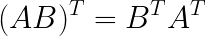 (AB)^T = B^T A^T